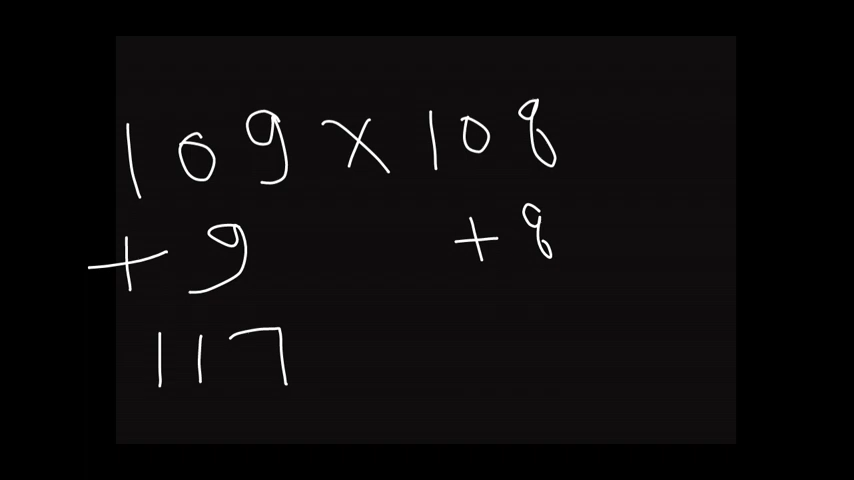 109 × 108
+ 9 + 8
117